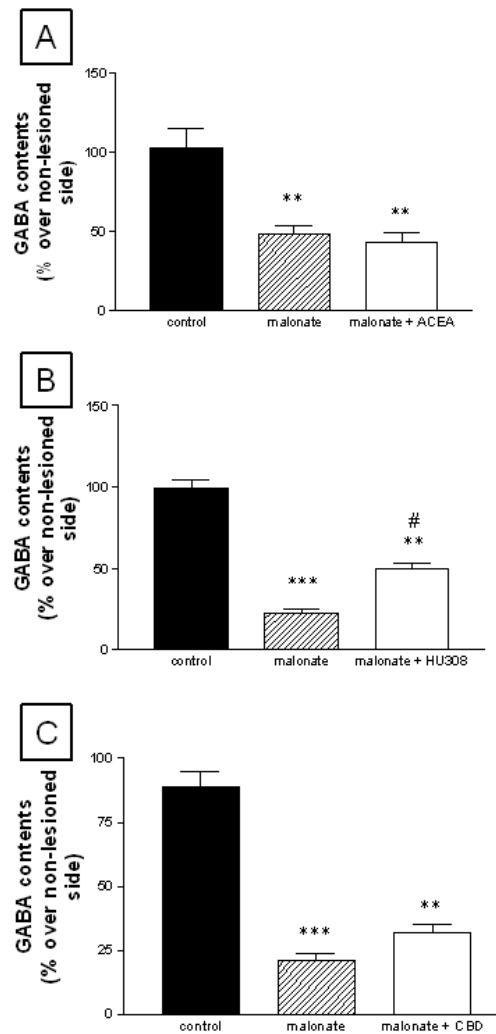 A
GABA contents
(% over non-lesioned
side)
150
100
50
0
**
**
control
malonate
malonate + ACEA
B
GABA contents
(% over non-lesioned
side)
150
100
50
0
***
#
**
control
malonate
malonate + HU308
C
GABA contents
(% over non-lesioned
side)
100
75
50
25
0
***
**
control
malonate
malonate + CBD